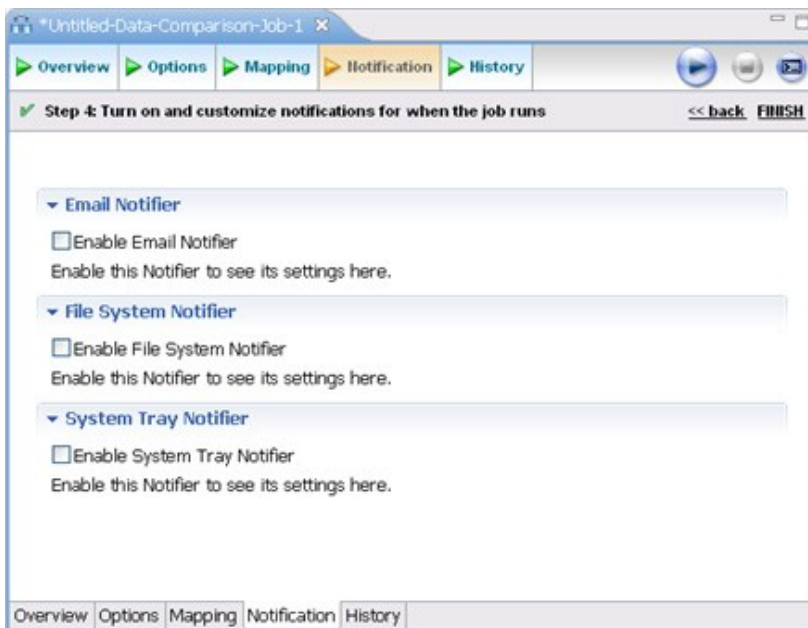 *Untitled-Data-Comparison-Job-1
Overview Options Mapping Notification History
Step 4: Turn on and customize notifications for when the job runs << back FINISH
Email Notifier
Enable Email Notifier
Enable this Notifier to see its settings here.
File System Notifier
Enable File System Notifier
Enable this Notifier to see its settings here.
System Tray Notifier
Enable System Tray Notifier
Enable this Notifier to see its settings here.
Overview Options Mapping Notification History